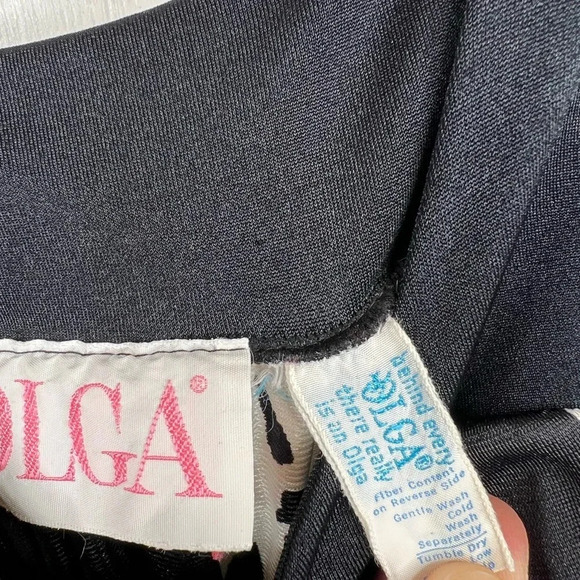 OLGA®
behind every
OLGA®
there really
is an Olga
Fiber Content
on Reverse Side
Gentle Wash
Cold
Wash
Separately
Tumble Dry
Low